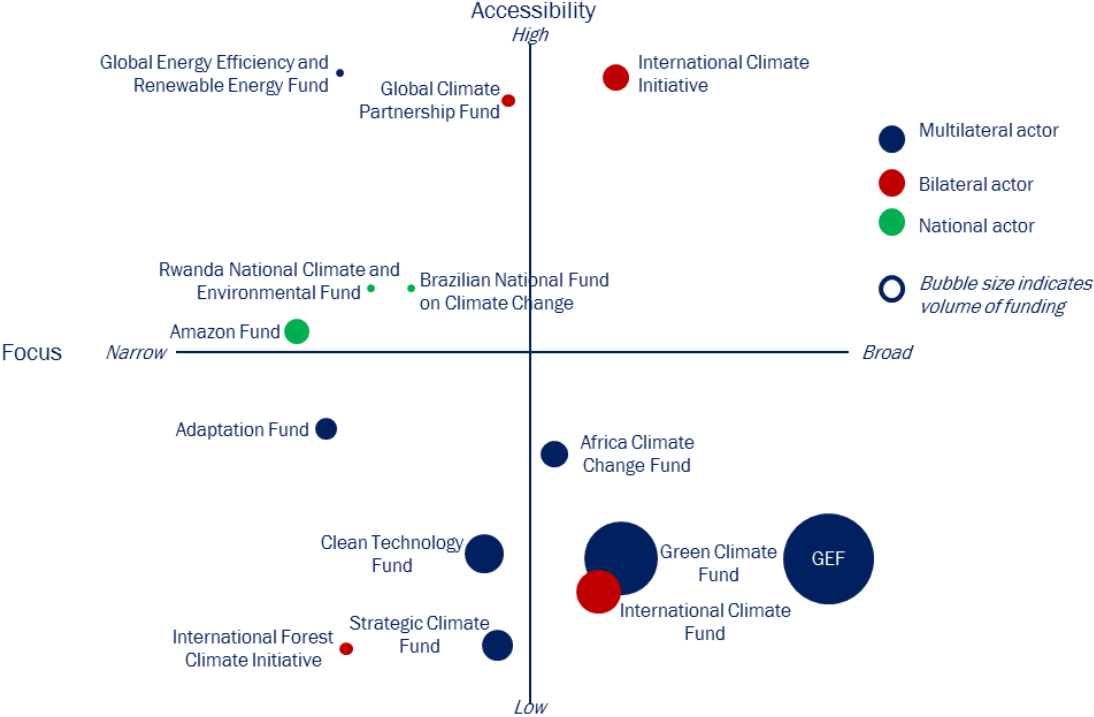 Accessibility
High
Global Energy Efficiency and
Renewable Energy Fund
Global Climate
Partnership Fund
International Climate
Initiative
Multilateral actor
Bilateral actor
National actor
Bubble size indicates
volume of funding
Rwanda National Climate and
Environmental Fund
Brazilian National Fund
on Climate Change
Amazon Fund
Focus
Narrow
Broad
Adaptation Fund
Africa Climate
Change Fund
Clean Technology
Fund
Green Climate
Fund
GEF
International Climate
Fund
Strategic Climate
Fund
International Forest
Climate Initiative
Low